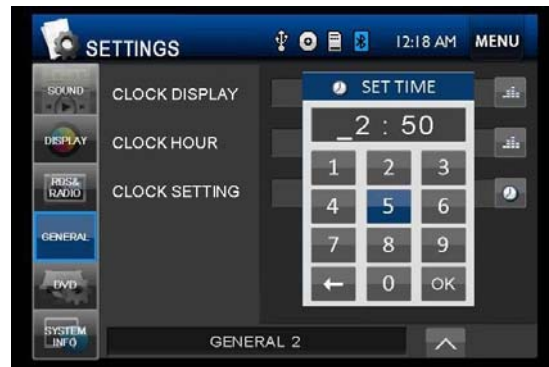 SETTINGS
12:18 AM MENU
SOUND
DISPLAY
RDS&
RADIO
GENERAL
DVD
SYSTEM
INFO
CLOCK DISPLAY
CLOCK HOUR
CLOCK SETTING
SET TIME
_2 : 50
1 2 3
4 5 6
7 8 9
← 0 OK
GENERAL 2